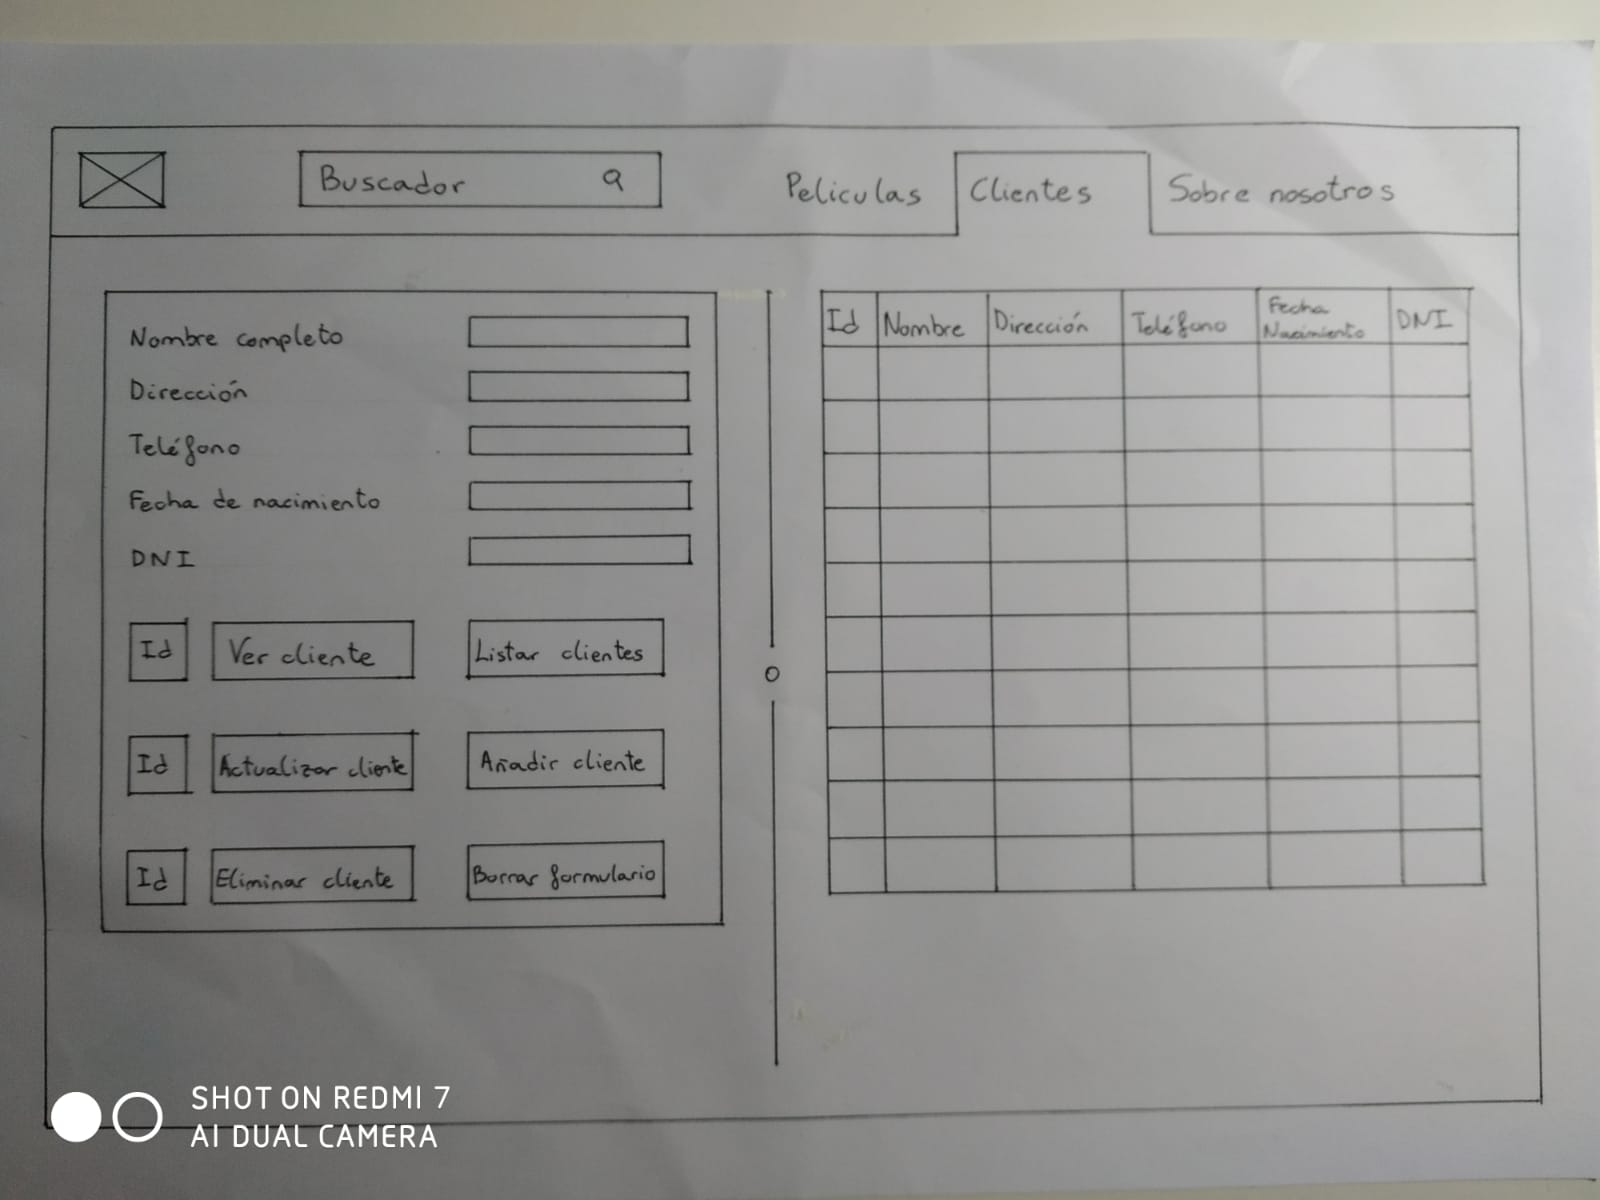 Buscador
Peliculas
Clientes
Sobre nosotros
Nombre completo
Dirección
Teléfono
Fecha de nacimiento
DNI
Id
Ver cliente
Listar clientes
Id
Actualizar cliente
Añadir cliente
Id
Eliminar cliente
Borrar formulario
Id
Nombre
Dirección
Teléfono
Fecha
Nacimiento
DNI
SHOT ON REDMI 7
AI DUAL CAMERA